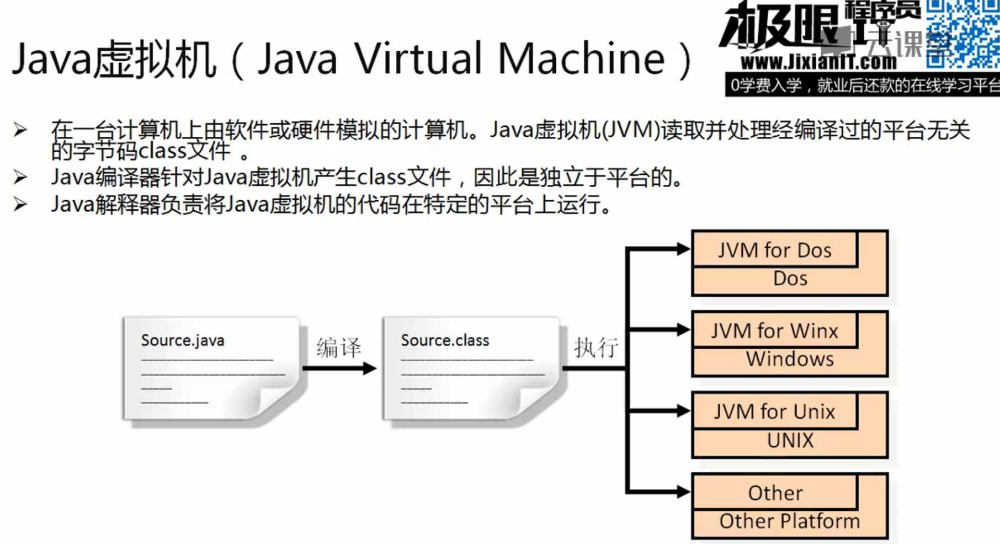 极限
程序员
IT
云课堂
www.JixianIT.com
0学费入学，就业后还款的在线学习平台
Java虚拟机（Java Virtual Machine）
➢ 在一台计算机上由软件或硬件模拟的计算机。Java虚拟机(JVM)读取并处理经编译过的平台无关
的字节码class文件 。
➢ Java编译器针对Java虚拟机产生class文件，因此是独立于平台的。
➢ Java解释器负责将Java虚拟机的代码在特定的平台上运行。
Source.java
编译
Source.class
执行
JVM for Dos
Dos
JVM for Winx
Windows
JVM for Unix
UNIX
Other
Other Platform